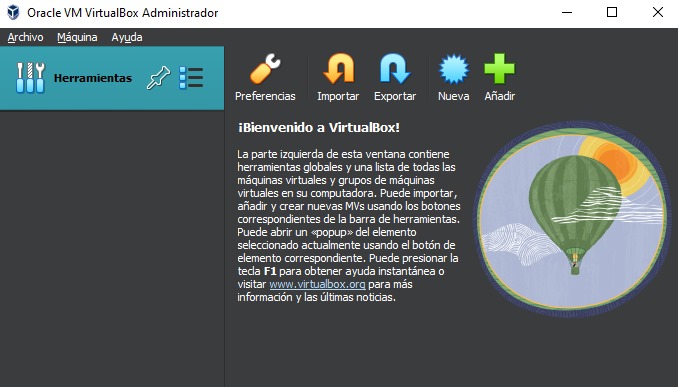 Oracle VM VirtualBox Administrador
Archivo Máquina Ayuda
Herramientas
Preferencias Importar Exportar Nueva Añadir
¡Bienvenido a VirtualBox!
La parte izquierda de esta ventana contiene
herramientas globales y una lista de todas las
máquinas virtuales y grupos de máquinas
virtuales en su computadora. Puede importar,
añadir y crear nuevas MVs usando los botones
correspondientes de la barra de herramientas.
Puede abrir un «popup» del elemento
seleccionado actualmente usando el botón de
elemento correspondiente. Puede presionar la
tecla F1 para obtener ayuda instantánea o
visitar www.virtualbox.org para más
información y las últimas noticias.